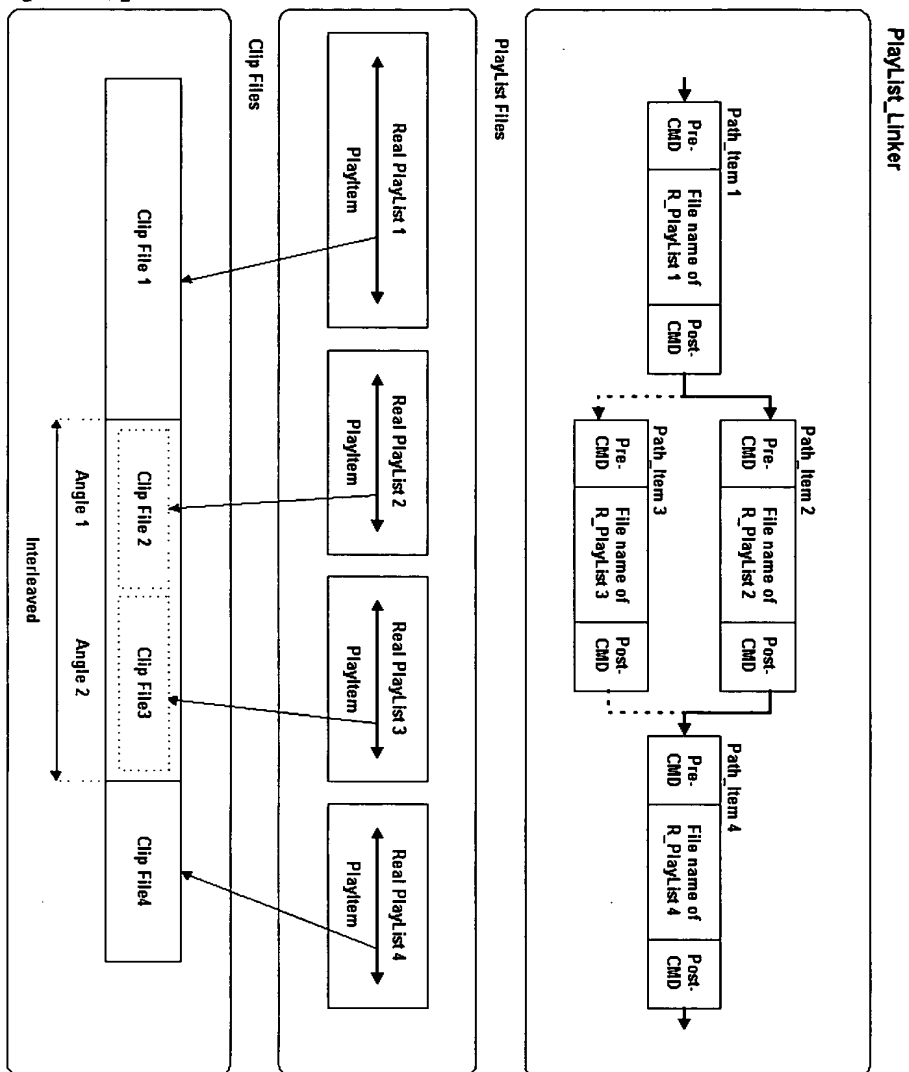 PlayList_Linker
Path_Item 1
Pre-
CMD
File name of
R_PlayList 1
Post-
CMD
Path_Item 2
Pre-
CMD
File name of
R_PlayList 2
Post-
CMD
Path_Item 3
Pre-
CMD
File name of
R_PlayList 3
Post-
CMD
Path_Item 4
Pre-
CMD
File name of
R_PlayList 4
Post-
CMD
PlayList Files
Real PlayList 1
PlayItem
Real PlayList 2
PlayItem
Real PlayList 3
PlayItem
Real PlayList 4
PlayItem
Clip Files
Clip File 1
Clip File 2
Clip File3
Clip File4
Angle 1
Angle 2
Interleaved